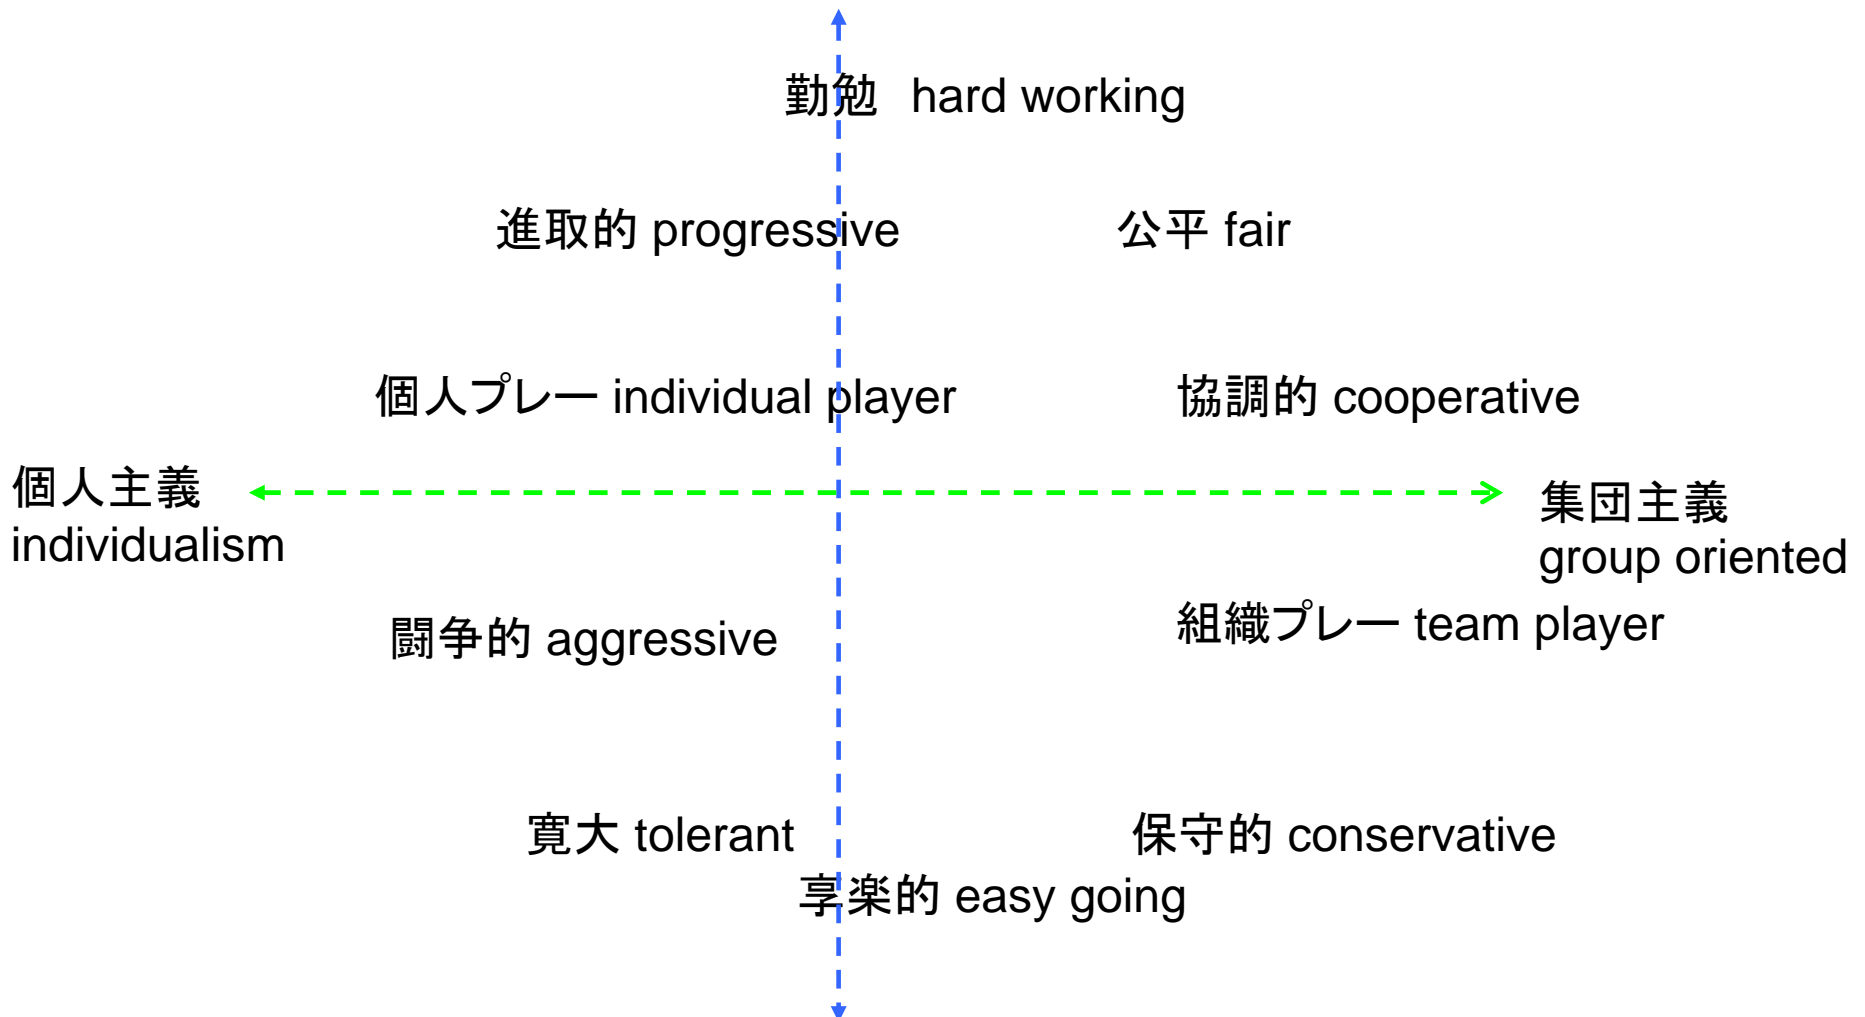 勤勉　hard working
進取的 progressive
公平 fair
個人プレー individual player
協調的 cooperative
個人主義
individualism
集団主義
group oriented
闘争的 aggressive
組織プレー team player
寛大 tolerant
保守的 conservative
享楽的 easy going